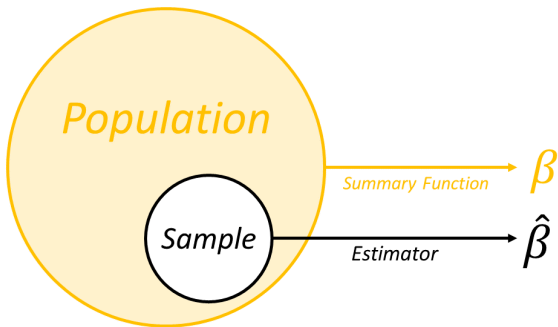 Population
β
Summary Function
Sample
β̂
Estimator